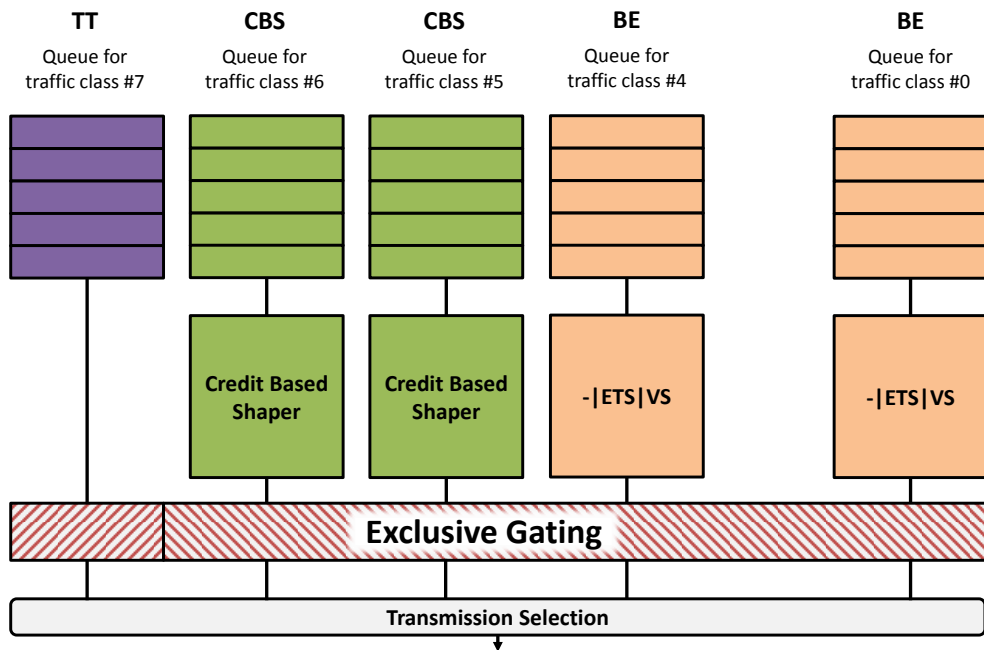 TT
CBS
CBS
BE
BE
Queue for
traffic class #7
Queue for
traffic class #6
Queue for
traffic class #5
Queue for
traffic class #4
Queue for
traffic class #0
Credit Based
Shaper
Credit Based
Shaper
-|ETS|VS
-|ETS|VS
Exclusive Gating
Transmission Selection